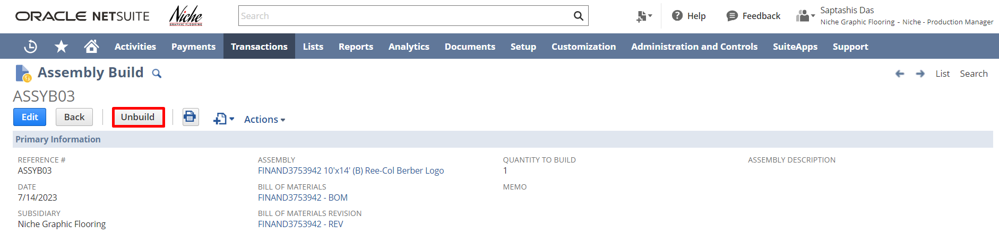 ORACLE NETSUITE
Niche
GRAPHIC FLOORING
Search
Help
Feedback
Saptashis Das
Niche Graphic Flooring - Niche - Production Manager
Activities Payments Transactions Lists Reports Analytics Documents Setup Customization Administration and Controls SuiteApps Support
Assembly Build
List Search
ASSYB03
Edit Back Unbuild Actions
Primary Information
REFERENCE #
ASSYB03
DATE
7/14/2023
SUBSIDIARY
Niche Graphic Flooring
ASSEMBLY
FINAND3753942 10'x14' (B) Ree-Col Berber Logo
BILL OF MATERIALS
FINAND3753942 - BOM
BILL OF MATERIALS REVISION
FINAND3753942 - REV
QUANTITY TO BUILD
1
MEMO
ASSEMBLY DESCRIPTION